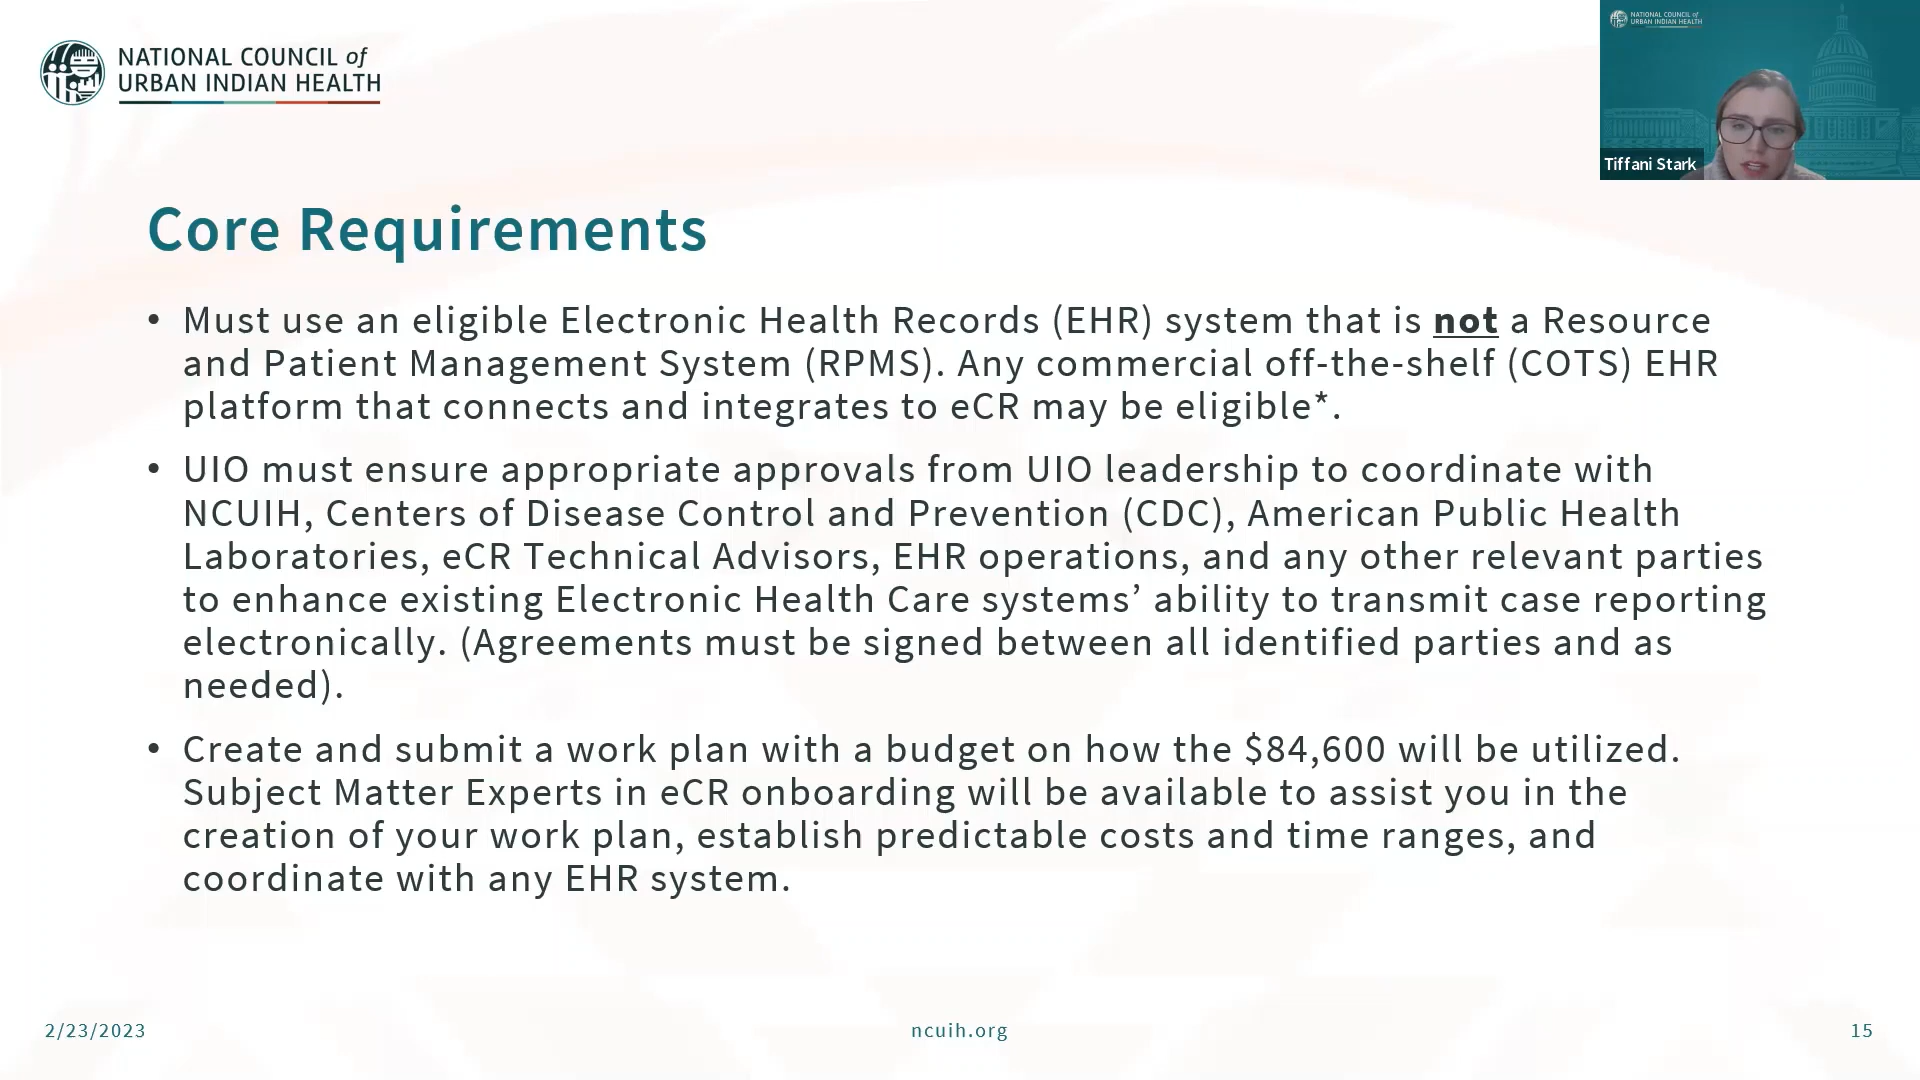 NATIONAL COUNCIL of
URBAN INDIAN HEALTH
NATIONAL COUNCIL of
URBAN INDIAN HEALTH
Tiffani Stark
Core Requirements
• Must use an eligible Electronic Health Records (EHR) system that is not a Resource
and Patient Management System (RPMS). Any commercial off-the-shelf (COTS) EHR
platform that connects and integrates to eCR may be eligible*.
• UIO must ensure appropriate approvals from UIO leadership to coordinate with
NCUIH, Centers of Disease Control and Prevention (CDC), American Public Health
Laboratories, eCR Technical Advisors, EHR operations, and any other relevant parties
to enhance existing Electronic Health Care systems’ ability to transmit case reporting
electronically. (Agreements must be signed between all identified parties and as
needed).
• Create and submit a work plan with a budget on how the $84,600 will be utilized.
Subject Matter Experts in eCR onboarding will be available to assist you in the
creation of your work plan, establish predictable costs and time ranges, and
coordinate with any EHR system.
2/23/2023
ncuih.org
15